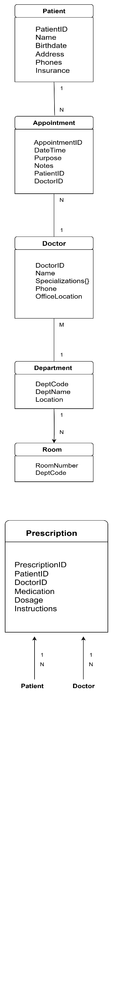 Patient
PatientID
Name
Birthdate
Address
Phones
Insurance
1
N
Appointment
AppointmentID
DateTime
Purpose
Notes
PatientID
DoctorID
N
1
Doctor
DoctorID
Name
Specializations{}
Phone
OfficeLocation
M
1
Department
DeptCode
DeptName
Location
1
N
Room
RoomNumber
DeptCode
Prescription
PrescriptionID
PatientID
DoctorID
Medication
Dosage
Instructions
1 1
N N
Patient Doctor